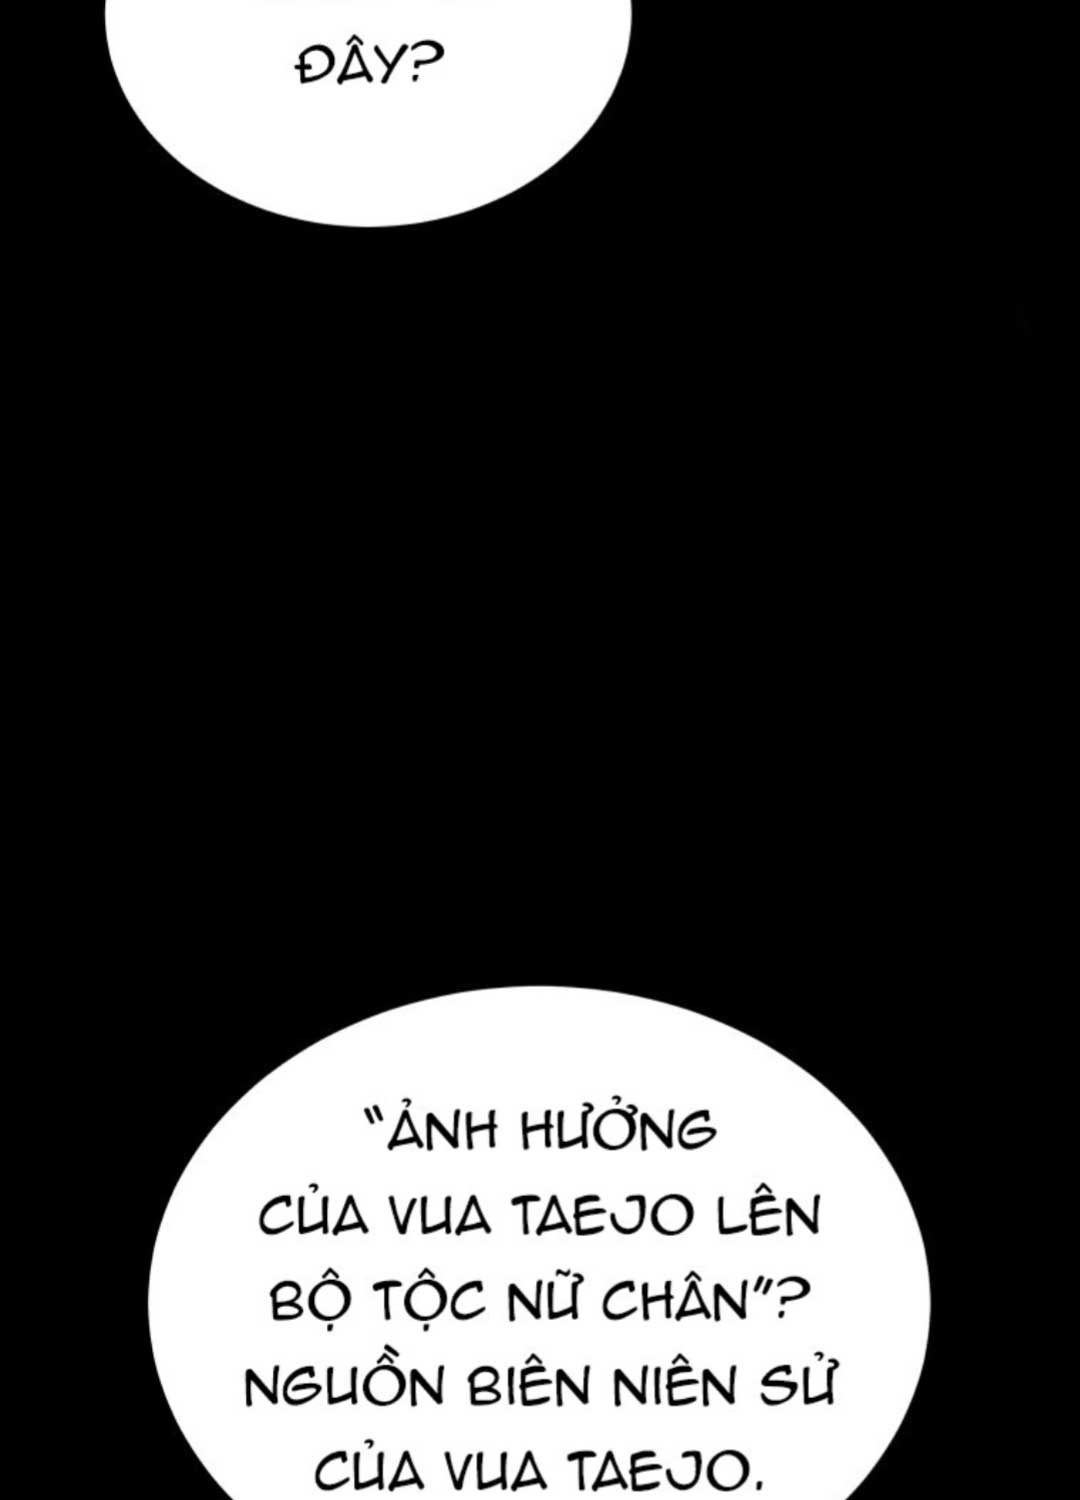 ĐÂY?
“ẢNH HƯỞNG
CỦA VUA TAEJO LÊN
BỘ TỘC NỮ CHÂN”?
NGUỒN BIÊN NIÊN SỬ
CỦA VUA TAEJO.